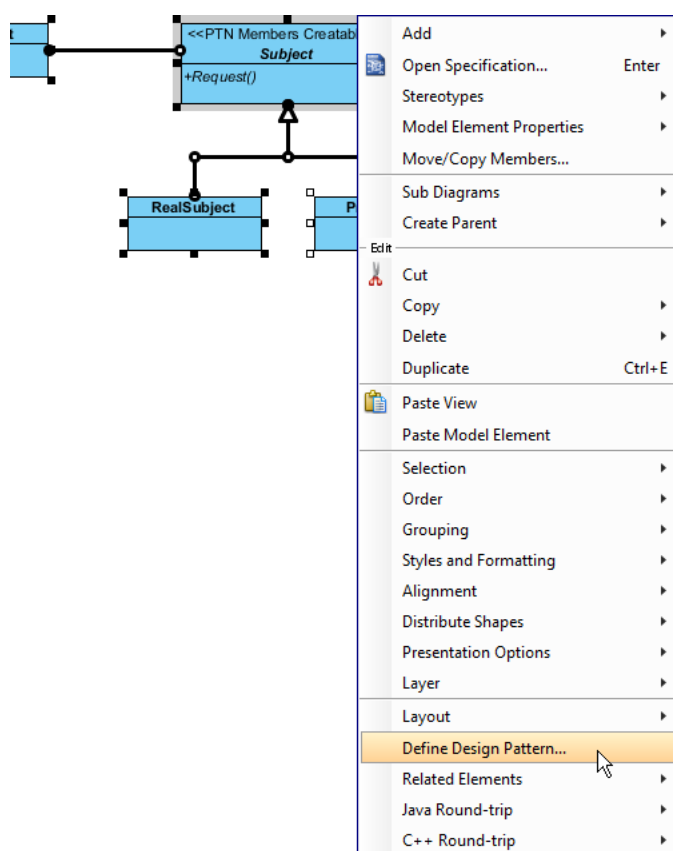 t
<<PTN Members Creatab
Subject
+Request()
RealSubject
P
Add
Open Specification... Enter
Stereotypes
Model Element Properties
Move/Copy Members...
Sub Diagrams
Create Parent
Edit
Cut
Copy
Delete
Duplicate Ctrl+E
Paste View
Paste Model Element
Selection
Order
Grouping
Styles and Formatting
Alignment
Distribute Shapes
Presentation Options
Layer
Layout
Define Design Pattern...
Related Elements
Java Round-trip
C++ Round-trip